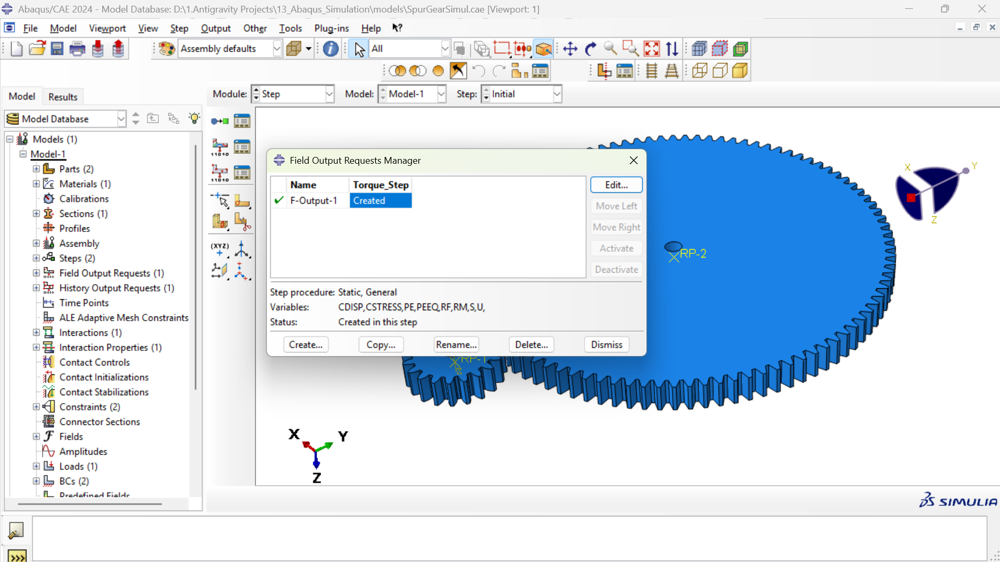 Abaqus/CAE 2024 - Model Database: D:\1.Antigravity Projects\13_Abaqus_Simulation\models\SpurGearSimul.cae [Viewport: 1]
File Model Viewport View Step Output Other Tools Plug-ins Help
Assembly defaults
All
Model Results
Module: Step Model: Model-1 Step: Initial
Model Database
Models (1)
Model-1
Parts (2)
Materials (1)
Calibrations
Sections (1)
Profiles
Assembly
Steps (2)
Field Output Requests (1)
History Output Requests (1)
Time Points
ALE Adaptive Mesh Constraints
Interactions (1)
Interaction Properties (1)
Contact Controls
Contact Initializations
Contact Stabilizations
Constraints (2)
Connector Sections
Fields
Amplitudes
Loads (1)
BCs (2)
Predefined Fields
11010
11010
(XYZ)
Field Output Requests Manager
Name Torque_Step
F-Output-1 Created
Edit...
Move Left
Move Right
Activate
Deactivate
Step procedure: Static, General
Variables: CDISP,CSTRESS,PE,PEEQ,RF,RM,S,U,
Status: Created in this step
Create... Copy... Rename... Delete... Dismiss
RP-2
RP-1
Z
X Y
Z
X Y
Z
SIMULIA
>>>